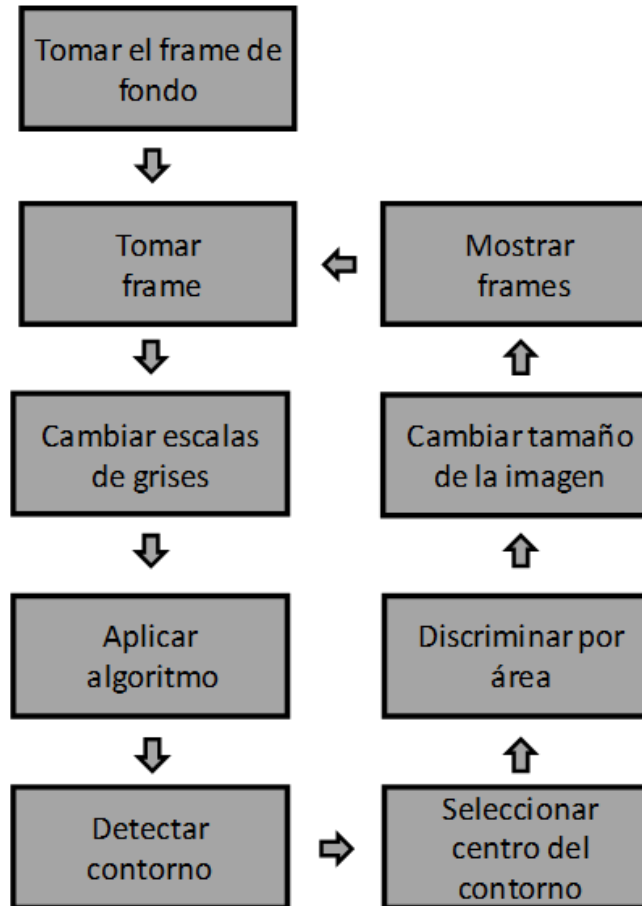 Tomar el frame de
fondo
Tomar
frame
Cambiar escalas
de grises
Aplicar
algoritmo
Detectar
contorno
Seleccionar
centro del
contorno
Discriminar por
área
Cambiar tamaño
de la imagen
Mostrar
frames